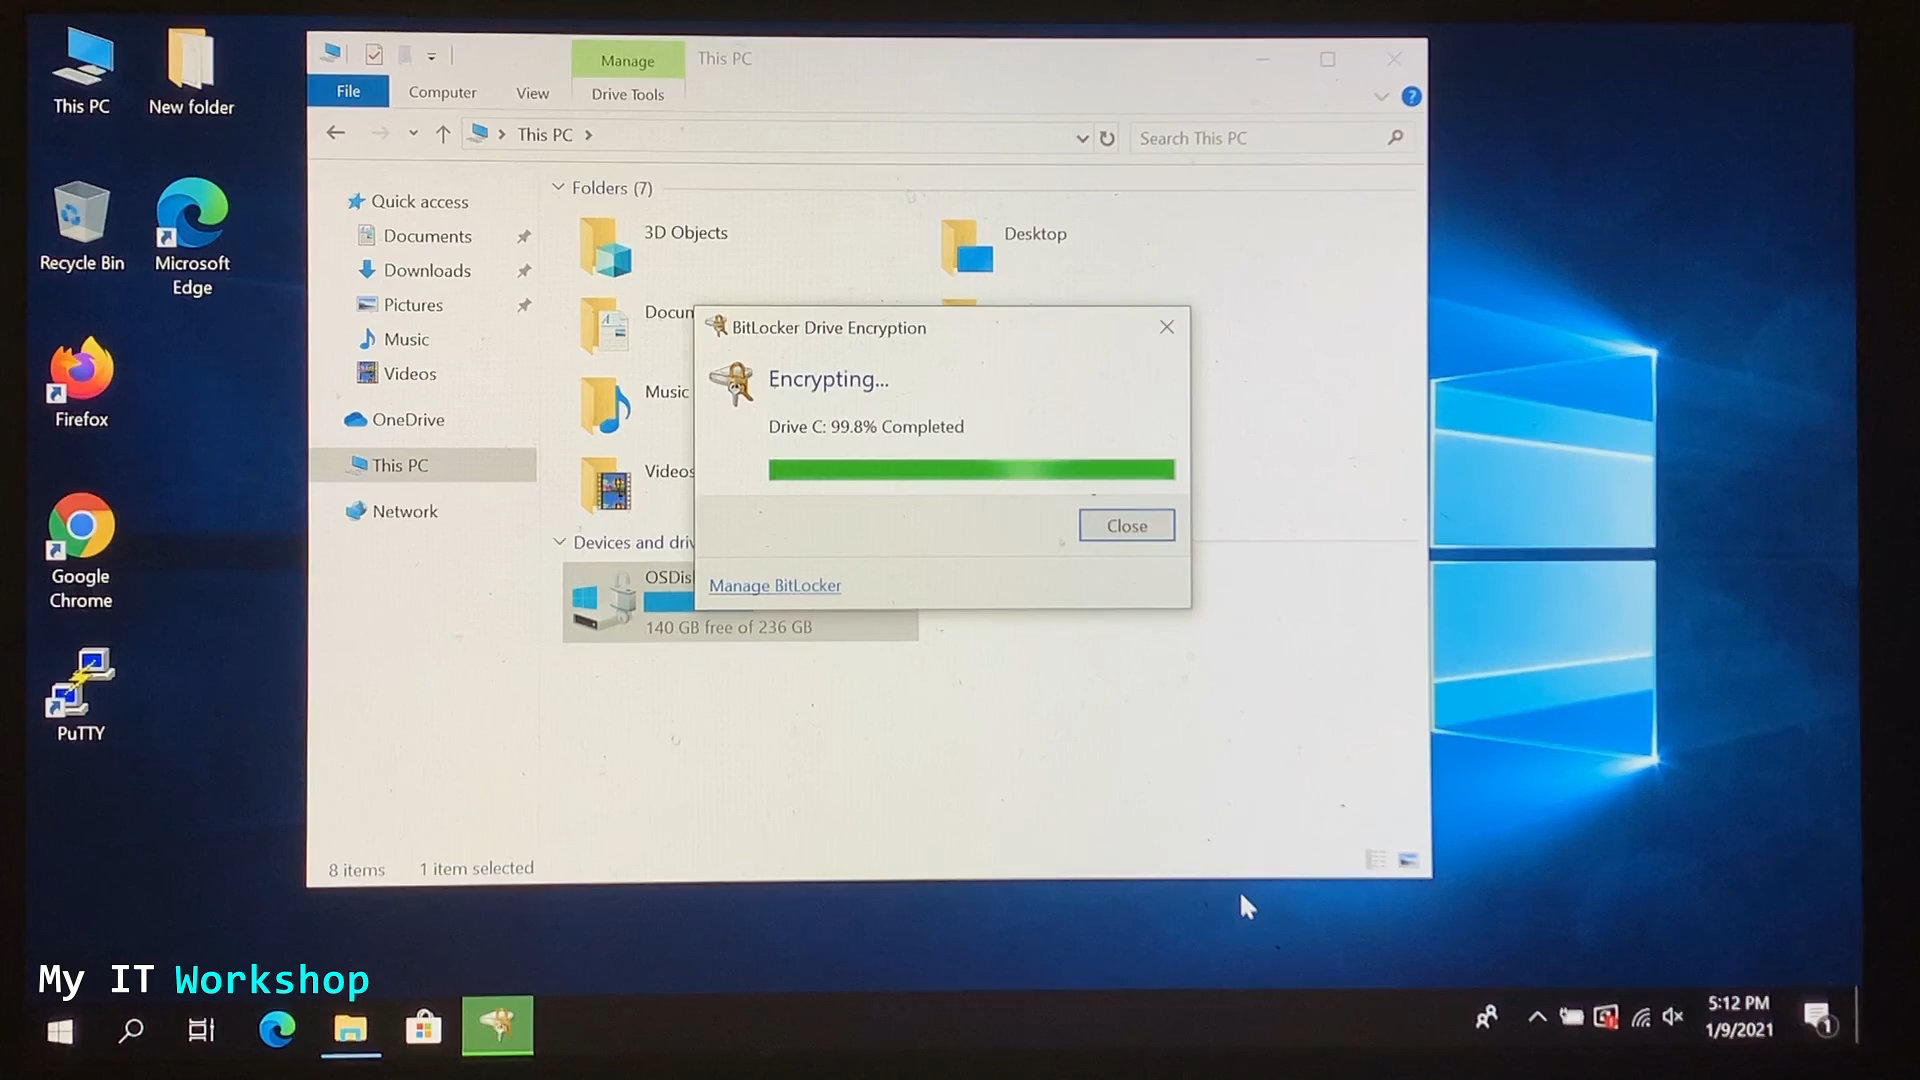 This PC
New folder
Recycle Bin
Microsoft
Edge
Firefox
Google
Chrome
PuTTY
Manage
This PC
File
Computer
View
Drive Tools
This PC
Search This PC
Quick access
Documents
Downloads
Pictures
Music
Videos
OneDrive
This PC
Network
Folders (7)
3D Objects
Desktop
Docum
Music
Videos
Devices and driv
OSDis
140 GB free of 236 GB
BitLocker Drive Encryption
Encrypting...
Drive C: 99.8% Completed
Close
Manage BitLocker
8 items
1 item selected
My IT Workshop
5:12 PM
1/9/2021
1